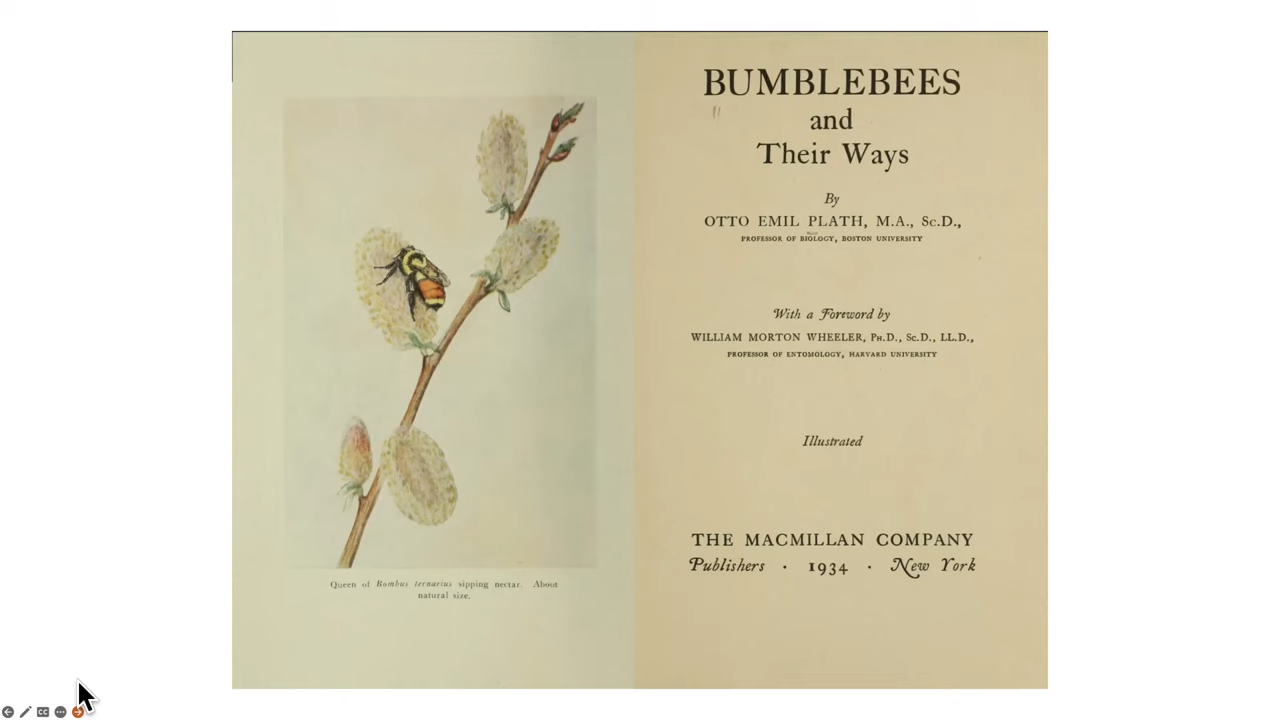 Queen of Bombus ternarius sipping nectar. About
natural size.
BUMBLEBEES
and
Their Ways
By
OTTO EMIL PLATH, M.A., Sc.D.,
PROFESSOR OF BIOLOGY, BOSTON UNIVERSITY
With a Foreword by
WILLIAM MORTON WHEELER, Ph.D., Sc.D., LL.D.,
PROFESSOR OF ENTOMOLOGY, HARVARD UNIVERSITY
Illustrated
THE MACMILLAN COMPANY
Publishers · 1934 · New York
CC